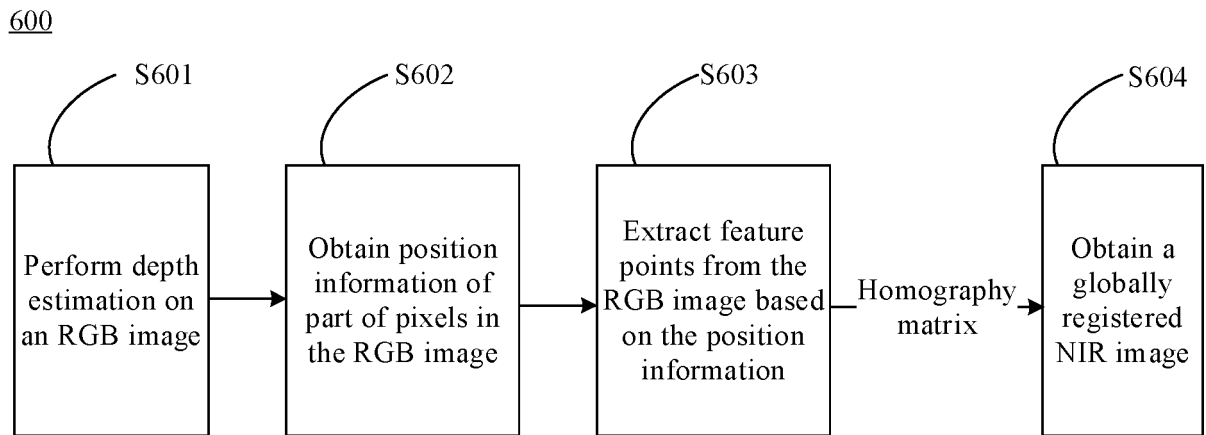 600
S601
S602
S603
S604
Perform depth
estimation on
an RGB image
Obtain position
information of
part of pixels in
the RGB image
Extract feature
points from the
RGB image based
on the position
information
Homography
matrix
Obtain a
globally
registered
NIR image